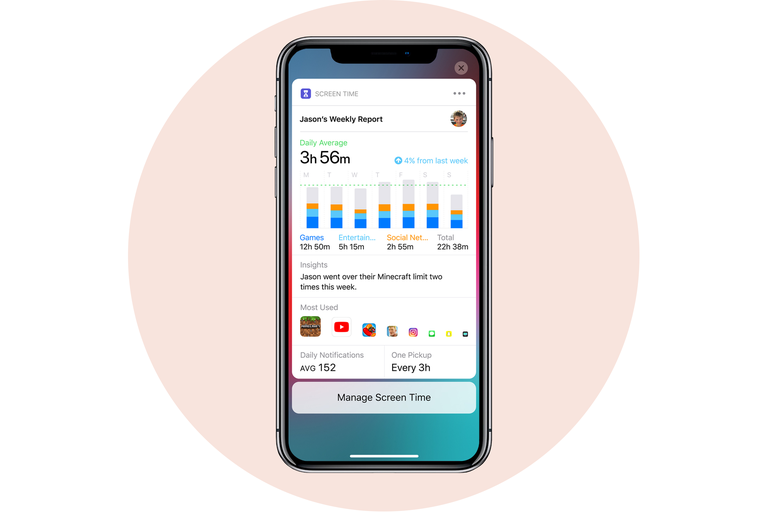 SCREEN TIME
Jason's Weekly Report
Daily Average
3h 56m
4% from last week
M T W T F S S
Games Entertain... Social Net... Total
12h 50m 5h 15m 2h 55m 22h 38m
Insights
Jason went over their Minecraft limit two
times this week.
Most Used
Daily Notifications One Pickup
AVG 152 Every 3h
Manage Screen Time